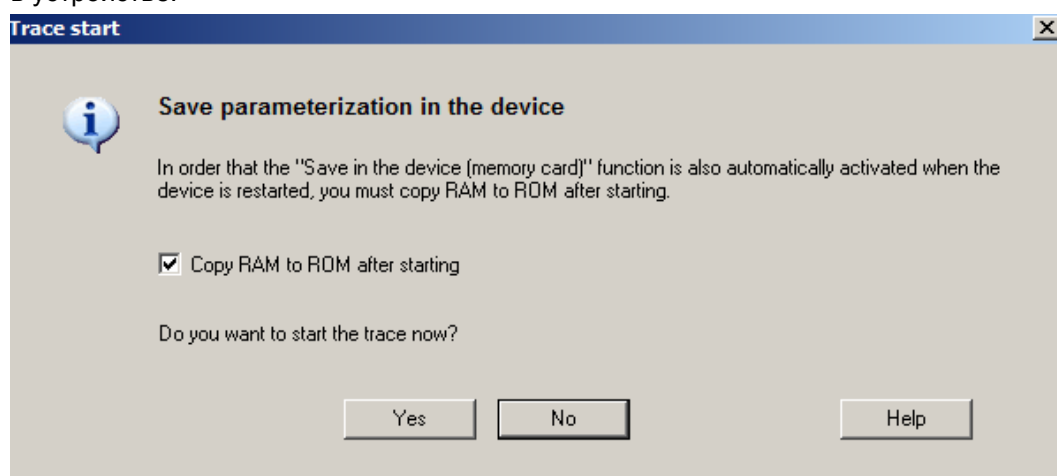 Trace start
Save parameterization in the device
In order that the "Save in the device (memory card)" function is also automatically activated when the
device is restarted, you must copy RAM to ROM after starting.
Copy RAM to ROM after starting
Do you want to start the trace now?
Yes No Help